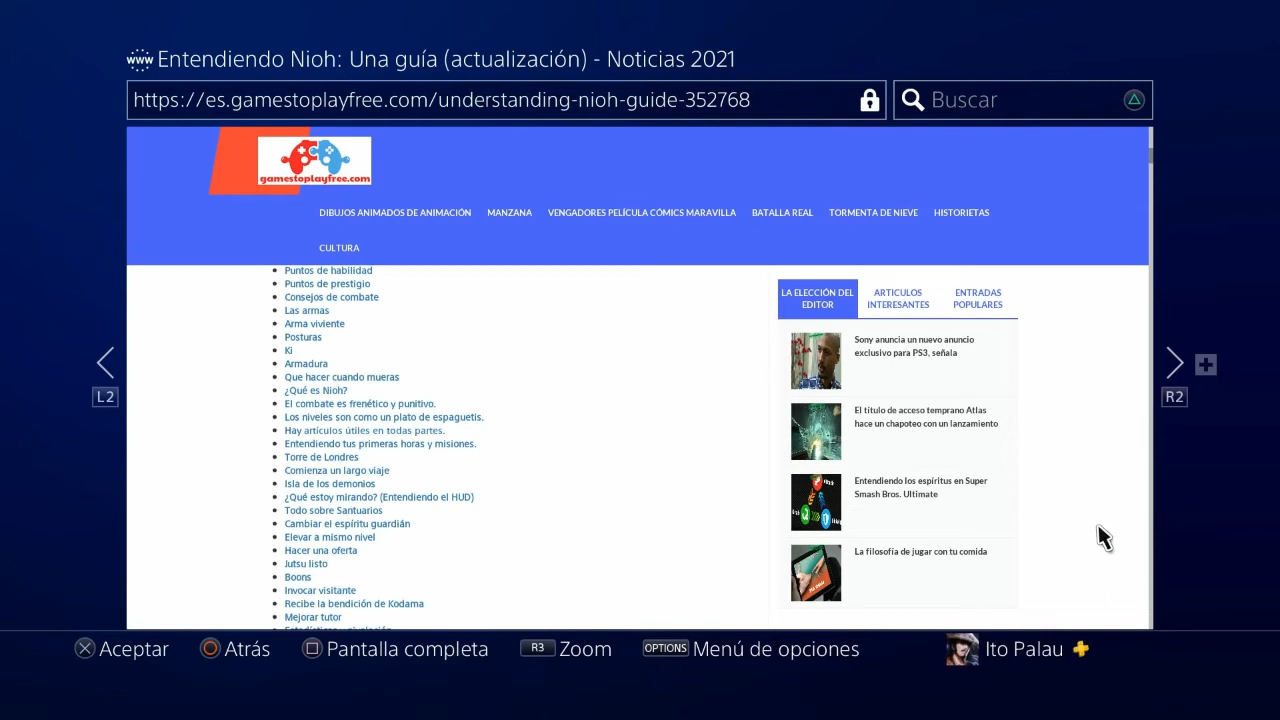 www Entendiendo Nioh: Una guía (actualización) - Noticias 2021
https://es.gamestoplayfree.com/understanding-nioh-guide-352768
Buscar
gamestoplayfree.com
DIBUJOS ANIMADOS DE ANIMACIÓN MANZANA VENGADORES PELÍCULA CÓMICS MARAVILLA BATALLA REAL TORMENTA DE NIEVE HISTORIETAS
CULTURA
Puntos de habilidad
Puntos de prestigio
Consejos de combate
Las armas
Arma viviente
Posturas
Ki
Armadura
Que hacer cuando mueras
¿Qué es Nioh?
El combate es frenético y punitivo.
Los niveles son como un plato de espaguetis.
Hay artículos útiles en todas partes.
Entendiendo tus primeras horas y misiones.
Torre de Londres
Comienza un largo viaje
Isla de los demonios
¿Qué estoy mirando? (Entendiendo el HUD)
Todo sobre Santuarios
Cambiar el espíritu guardián
Elevar a mismo nivel
Hacer una oferta
Jutsu listo
Boons
Invocar visitante
Recibe la bendición de Kodama
Mejorar tutor
LA ELECCIÓN DEL
EDITOR
ARTICULOS
INTERESANTES
ENTRADAS
POPULARES
Sony anuncia un nuevo anuncio
exclusivo para PS3, señala
El título de acceso temprano Atlas
hace un chapoteo con un lanzamiento
Entendiendo los espíritus en Super
Smash Bros. Ultimate
La filosofía de jugar con tu comida
L2
R2
Aceptar
Atrás
Pantalla completa
R3 Zoom
OPTIONS Menú de opciones
Ito Palau